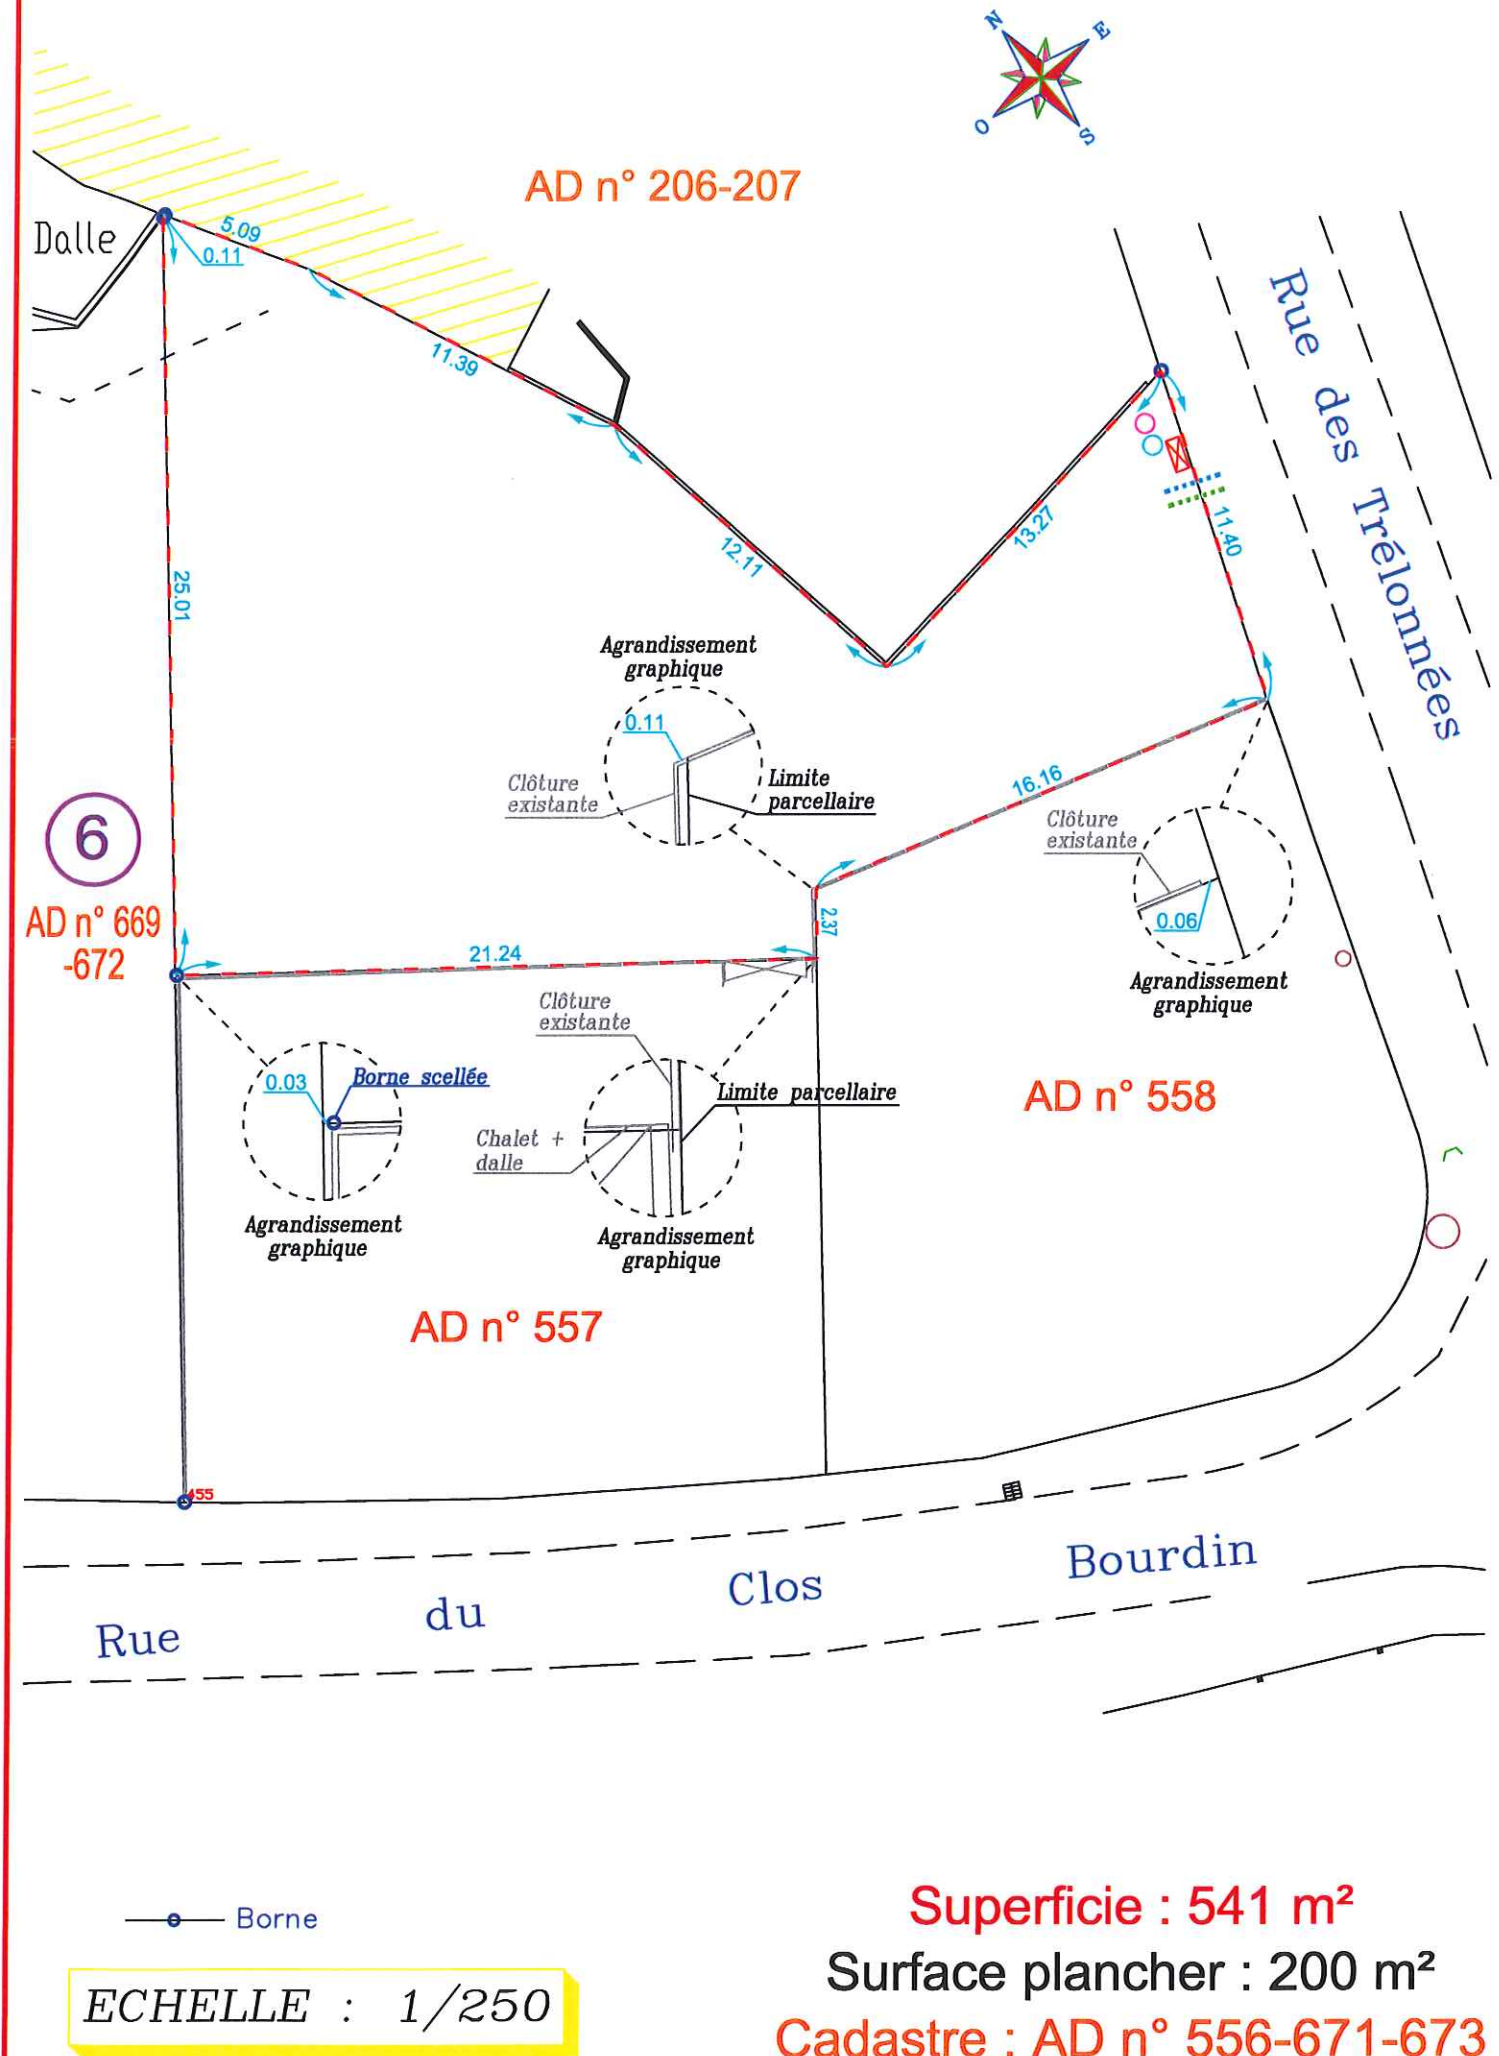 N
E
O
S
AD n° 206-207
Dalle
5.09
0.11
11.39
Rue des Trélonnées
25.01
12.11
13.27
11.40
Agrandissement
graphique
0.11
Clôture
existante
Limite
parcellaire
16.16
6
Clôture
existante
AD n° 669
-672
0.06
2.37
21.24
Agrandissement
graphique
Clôture
existante
0.03
Borne scellée
Limite parcellaire
AD n° 558
Chalet +
dalle
Agrandissement
graphique
Agrandissement
graphique
AD n° 557
455
Rue du Clos Bourdin
Borne
Superficie : 541 m²
Surface plancher : 200 m²
ECHELLE : 1/250
Cadastre : AD n° 556-671-673